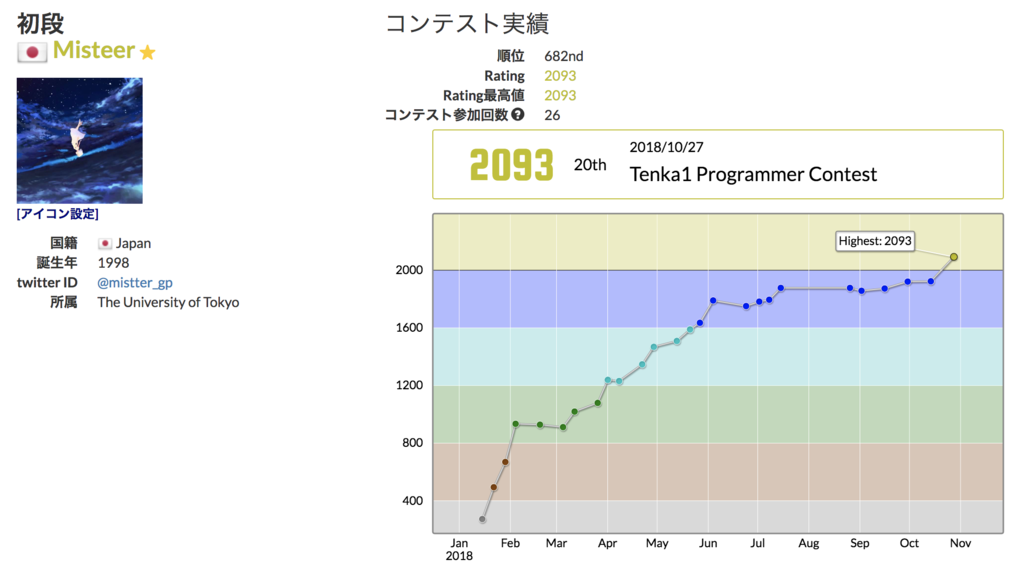 初段
Misteer
[アイコン設定]
国籍 Japan
誕生年 1998
twitter ID @mistter_gp
所属 The University of Tokyo
コンテスト実績
順位 682nd
Rating 2093
Rating最高値 2093
コンテスト参加回数 ? 26
2093 20th 2018/10/27
Tenka1 Programmer Contest
Highest: 2093
2000
1600
1200
800
400
Jan Feb Mar Apr May Jun Jul Aug Sep Oct Nov
2018